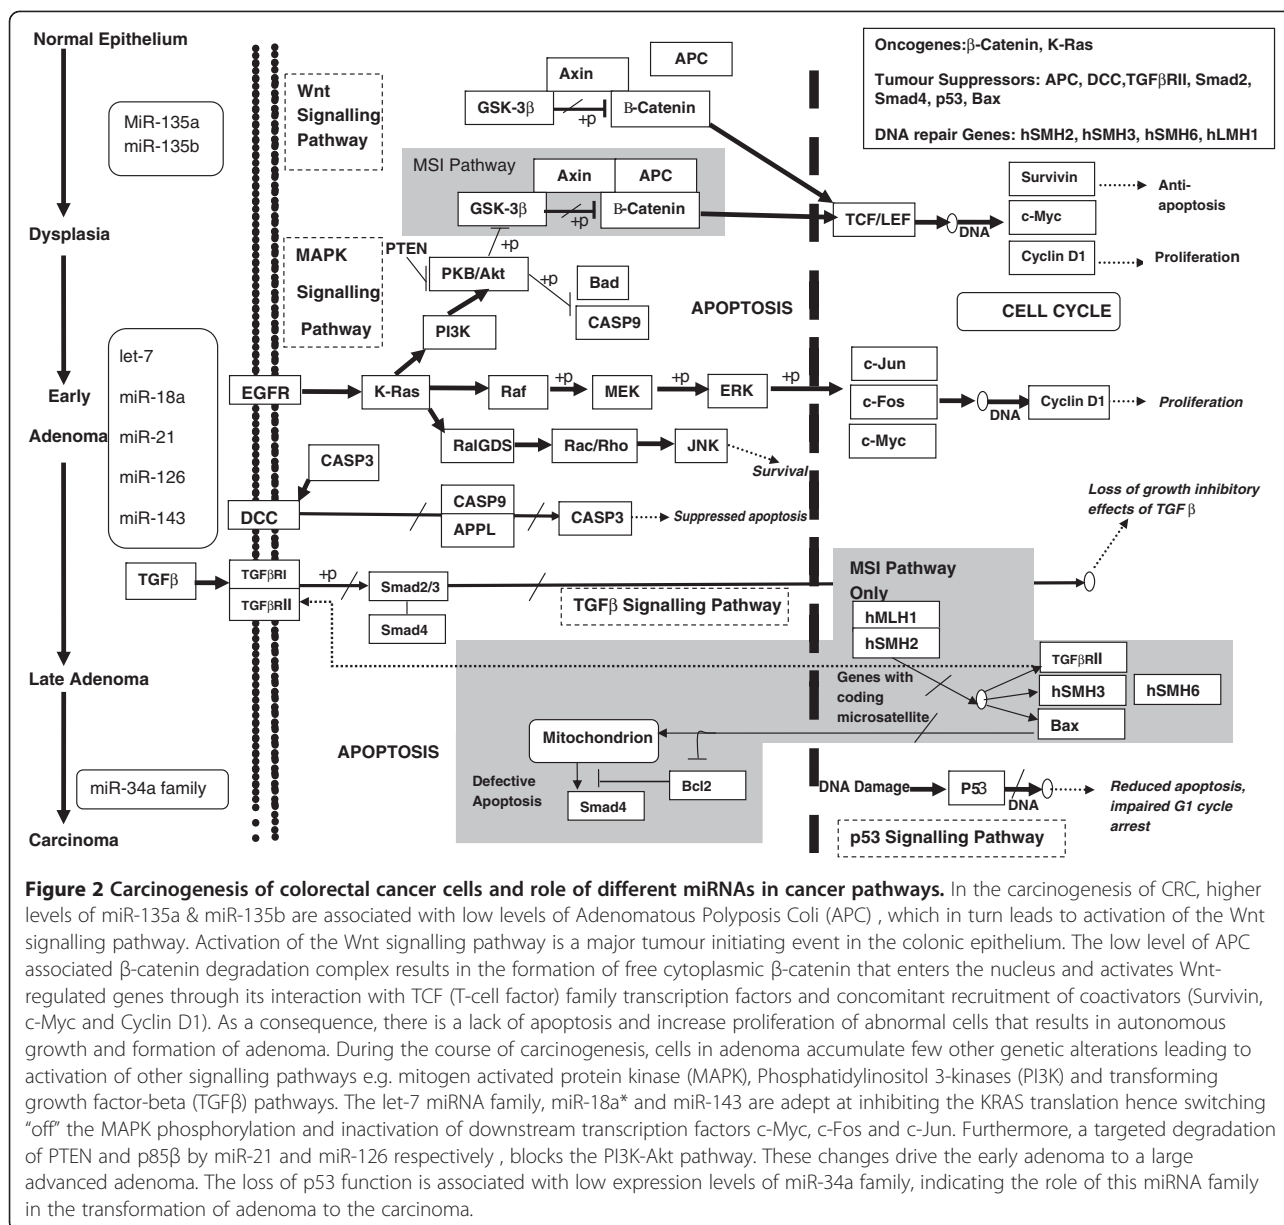 Normal Epithelium
Dysplasia
Early
Adenoma
Late Adenoma
Carcinoma
MiR-135a
miR-135b
let-7
miR-18a
miR-21
miR-126
miR-143
miR-34a family
Wnt
Signalling
Pathway
Axin
APC
GSK-3β
+p
B-Catenin
Oncogenes:β-Catenin, K-Ras
Tumour Suppressors: APC, DCC,TGFβRII, Smad2,
Smad4, p53, Bax
DNA repair Genes: hSMH2, hSMH3, hSMH6, hLMH1
MSI Pathway
Axin
APC
GSK-3β
+p
B-Catenin
TCF/LEF
DNA
Survivin
c-Myc
Cyclin D1
Anti-
apoptosis
Proliferation
CELL CYCLE
MAPK
Signalling
Pathway
PTEN
+p
PKB/Akt
+p
Bad
CASP9
PI3K
APOPTOSIS
EGFR
K-Ras
Raf
+p
MEK
+p
ERK
+p
c-Jun
c-Fos
c-Myc
DNA
Cyclin D1
Proliferation
RalGDS
Rac/Rho
JNK
Survival
CASP3
DCC
CASP9
APPL
CASP3
Suppressed apoptosis
Loss of growth inhibitory
effects of TGF β
TGFβ
TGFβRI
TGFβRII
+p
Smad2/3
Smad4
TGFβ Signalling Pathway
MSI Pathway
Only
hMLH1
hSMH2
Genes with
coding
microsatellite
TGFβRII
hSMH3
hSMH6
Bax
APOPTOSIS
Mitochondrion
Defective
Apoptosis
Smad4
Bcl2
DNA Damage
P53
DNA
Reduced apoptosis,
impaired G1 cycle
arrest
p53 Signalling Pathway
Figure 2 Carcinogenesis of colorectal cancer cells and role of different miRNAs in cancer pathways. In the carcinogenesis of CRC, higher
levels of miR-135a & miR-135b are associated with low levels of Adenomatous Polyposis Coli (APC) , which in turn leads to activation of the Wnt
signalling pathway. Activation of the Wnt signalling pathway is a major tumour initiating event in the colonic epithelium. The low level of APC
associated β-catenin degradation complex results in the formation of free cytoplasmic β-catenin that enters the nucleus and activates Wnt-
regulated genes through its interaction with TCF (T-cell factor) family transcription factors and concomitant recruitment of coactivators (Survivin,
c-Myc and Cyclin D1). As a consequence, there is a lack of apoptosis and increase proliferation of abnormal cells that results in autonomous
growth and formation of adenoma. During the course of carcinogenesis, cells in adenoma accumulate few other genetic alterations leading to
activation of other signalling pathways e.g. mitogen activated protein kinase (MAPK), Phosphatidylinositol 3-kinases (PI3K) and transforming
growth factor-beta (TGFβ) pathways. The let-7 miRNA family, miR-18a* and miR-143 are adept at inhibiting the KRAS translation hence switching
“off” the MAPK phosphorylation and inactivation of downstream transcription factors c-Myc, c-Fos and c-Jun. Furthermore, a targeted degradation
of PTEN and p85β by miR-21 and miR-126 respectively , blocks the PI3K-Akt pathway. These changes drive the early adenoma to a large
advanced adenoma. The loss of p53 function is associated with low expression levels of miR-34a family, indicating the role of this miRNA family
in the transformation of adenoma to the carcinoma.